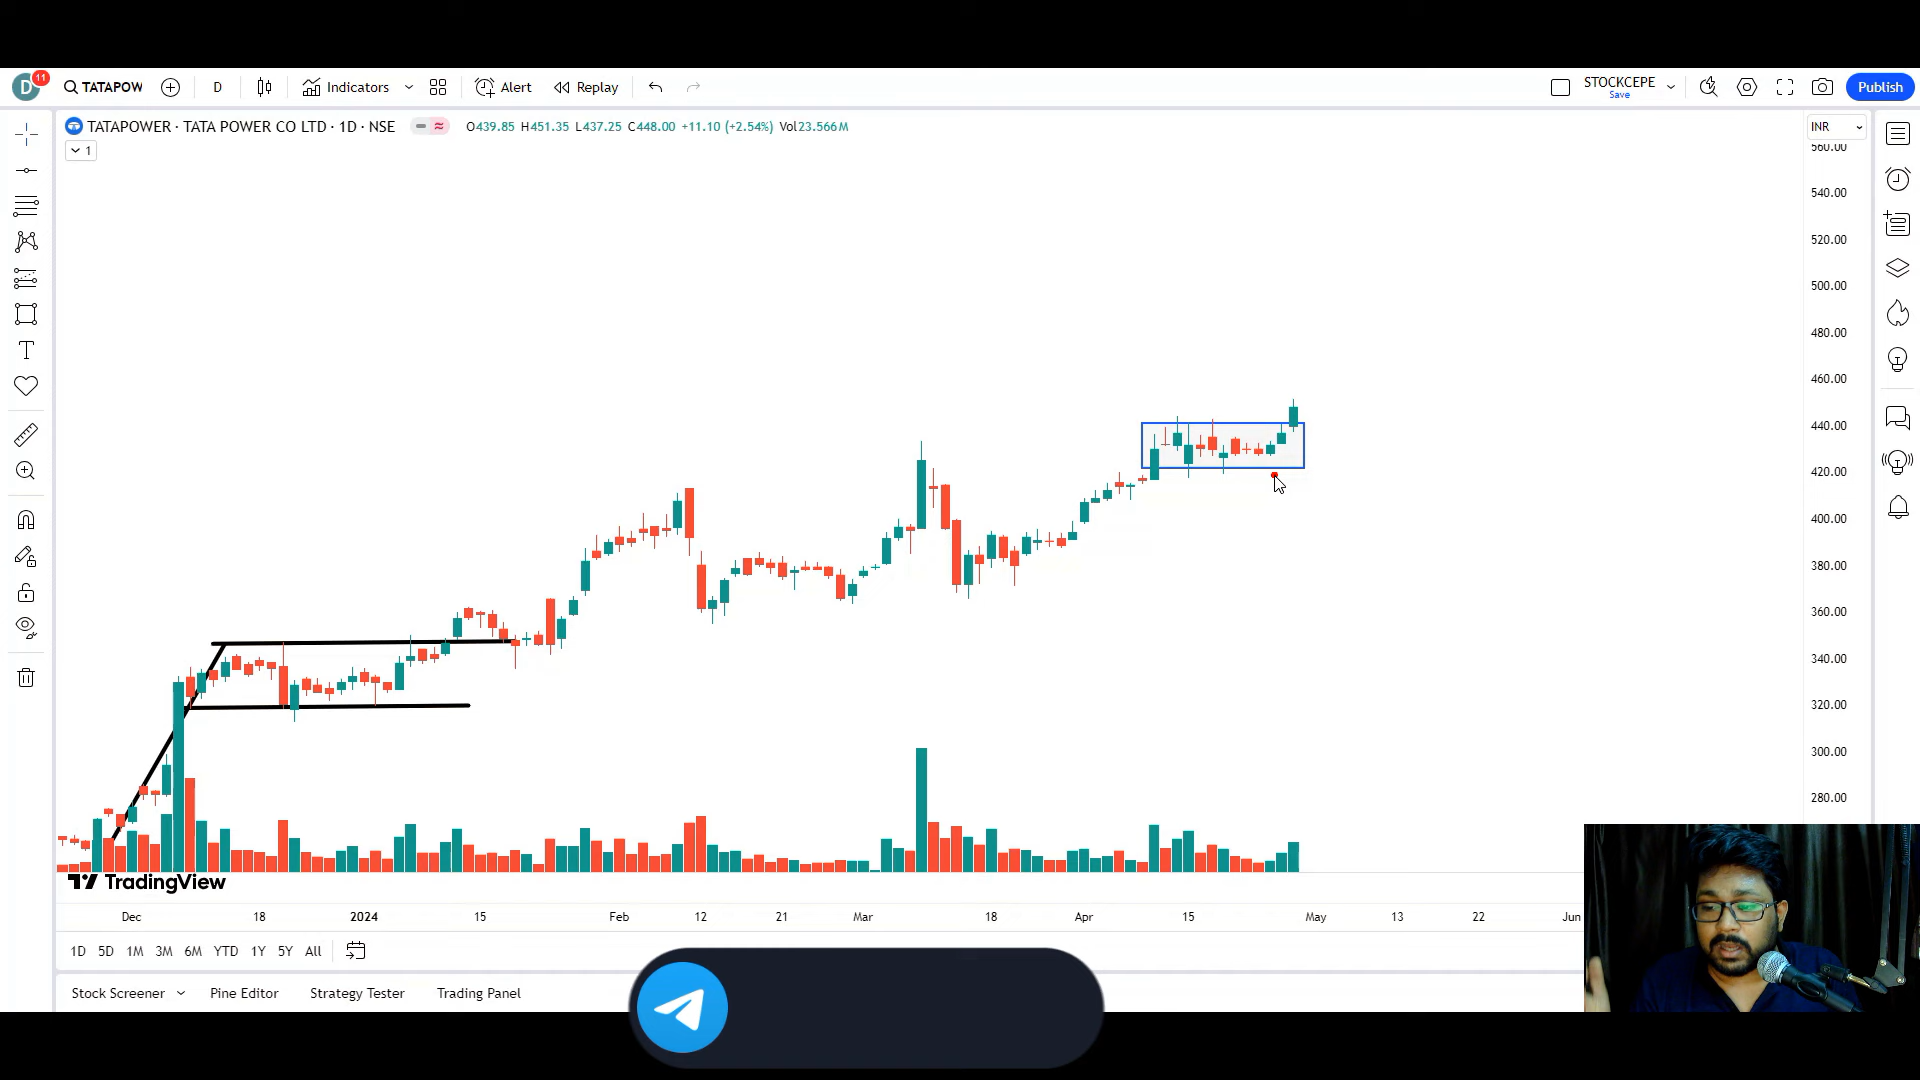 D 11 TATAPOW D Indicators Alert Replay STOCKCEPE Save Publish
TATAPOWER · TATA POWER CO LTD · 1D · NSE O439.85 H451.35 L437.25 C448.00 +11.10 (+2.54%) Vol23.566M
INR
1
560.00
540.00
520.00
500.00
480.00
460.00
440.00
420.00
400.00
380.00
360.00
340.00
320.00
300.00
280.00
TradingView
Dec 18 2024 15 Feb 12 21 Mar 18 Apr 15 May 13 22 Jun
1D 5D 1M 3M 6M YTD 1Y 5Y All
Stock Screener Pine Editor Strategy Tester Trading Panel